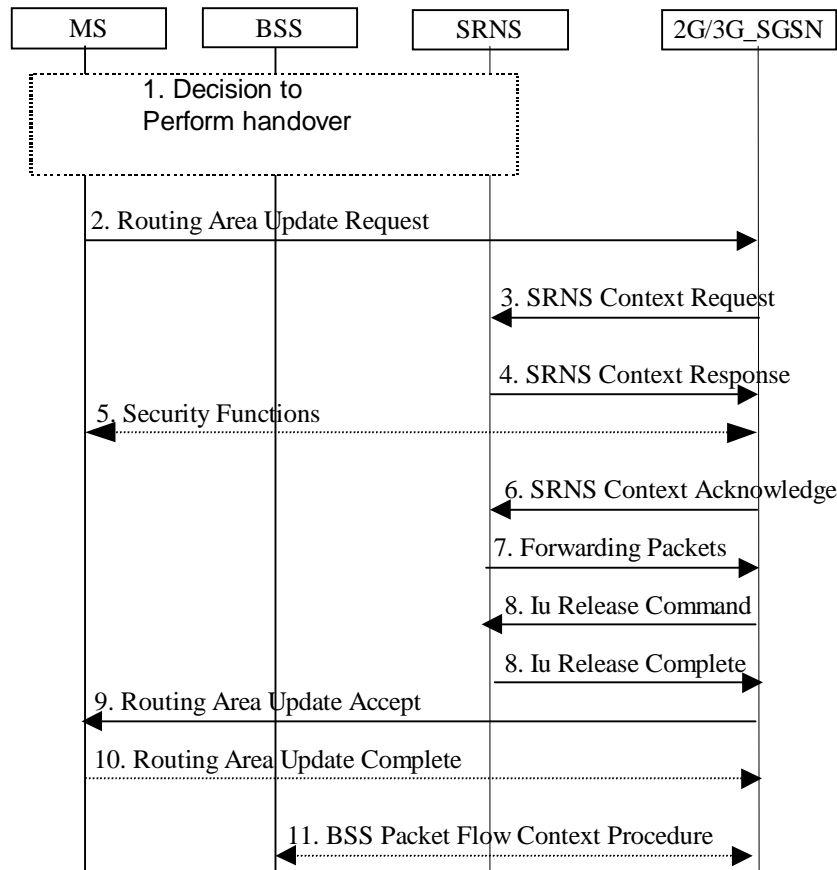 MS BSS SRNS 2G/3G_SGSN
1. Decision to
Perform handover
2. Routing Area Update Request
3. SRNS Context Request
4. SRNS Context Response
5. Security Functions
6. SRNS Context Acknowledge
7. Forwarding Packets
8. Iu Release Command
8. Iu Release Complete
9. Routing Area Update Accept
10. Routing Area Update Complete
11. BSS Packet Flow Context Procedure